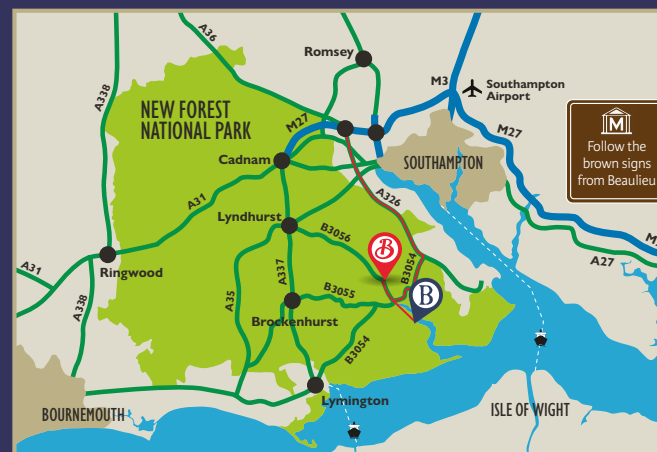 A338
A36
Romsey
M3
Southampton
Airport
NEW FOREST
NATIONAL PARK
M27
M27
M
Follow the
brown signs
from Beaulieu
Cadnam
SOUTHAMPTON
A326
A31
Lyndhurst
B3056
B
B3054
A27
A31
Ringwood
A338
A35
A337
B3055
B
Brockenhurst
B3054
Lymington
BOURNEMOUTH
ISLE OF WIGHT